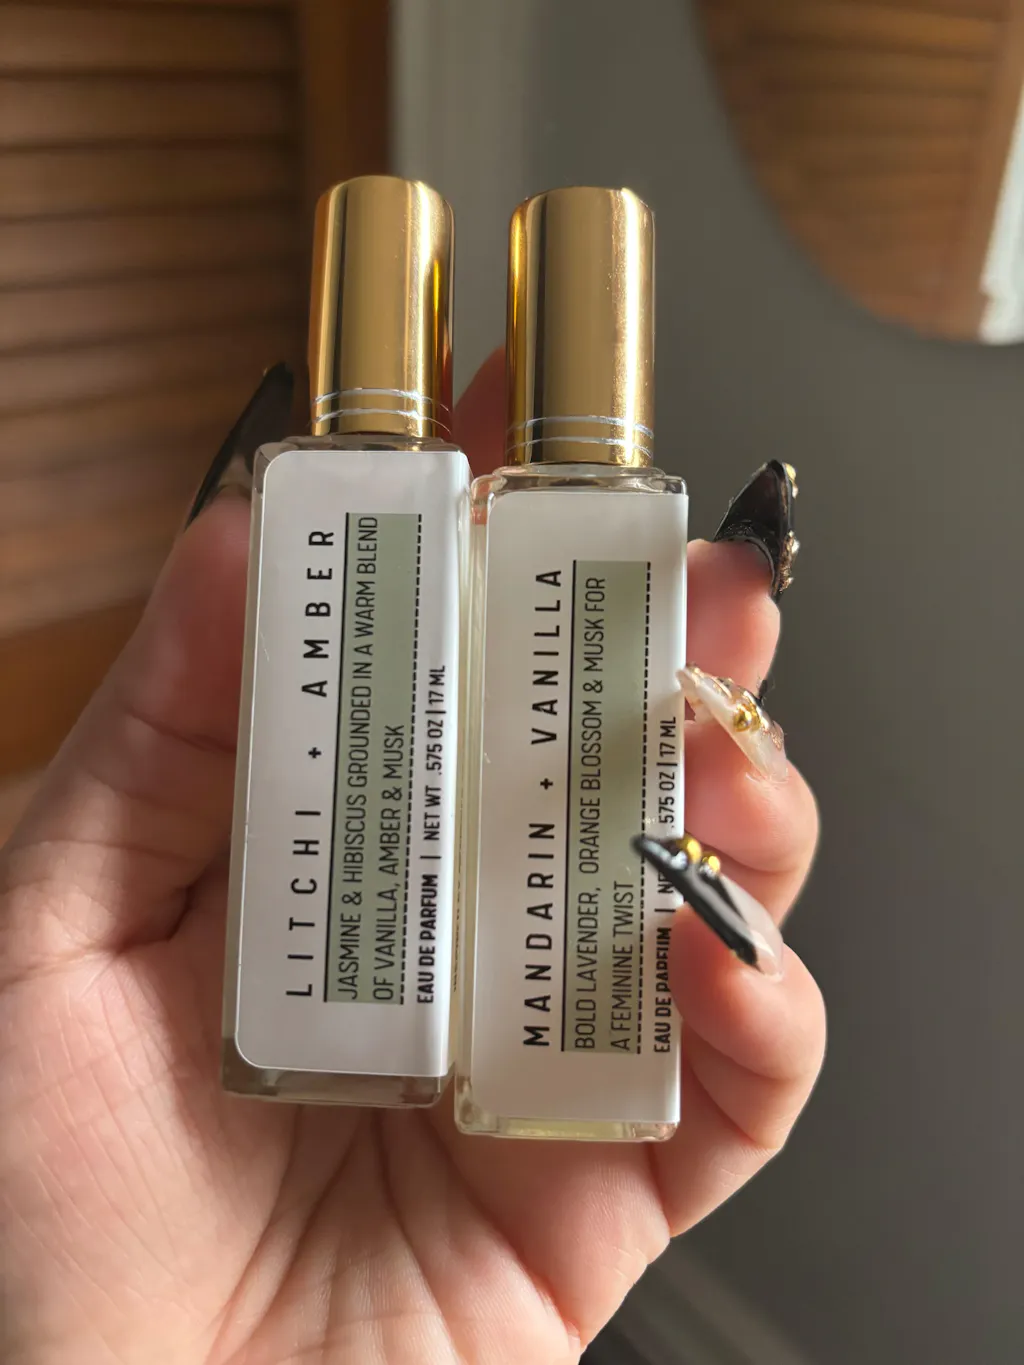 LITCHI + AMBER
JASMINE & HIBISCUS GROUNDED IN A WARM BLEND
OF VANILLA, AMBER & MUSK
EAU DE PARFUM | NET WT .575 OZ | 17 ML
MANDARIN + VANILLA
BOLD LAVENDER, ORANGE BLOSSOM & MUSK FOR
A FEMININE TWIST
EAU DE PARFUM | .575 OZ | 17 ML